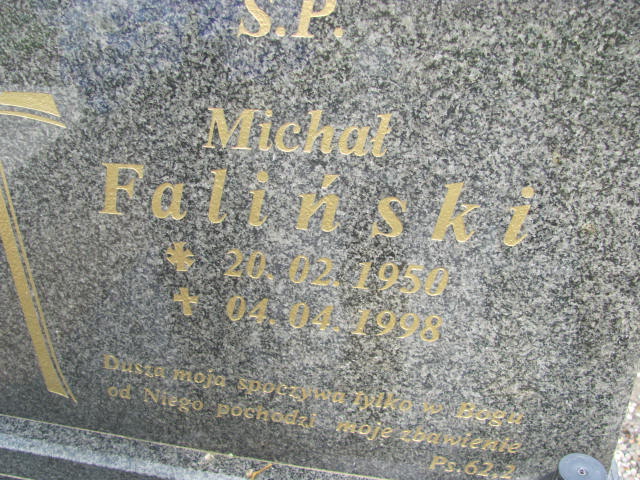 S.P.
Michał
Faliński
* 20. 02. 1950
✝ 04. 04. 1998
Dusza moja spoczywa tylko w Boga
od Niego pochodzi moje zbawienie
Ps.62.2